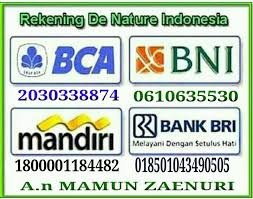 Rekening De Nature Indonesia
BCA BNI
2030338874 0610635530
mandiri BANK BRI
Melayani Dengan Setulus Hati
1800001184482 018501043490505
A.n MAMUN ZAENURI